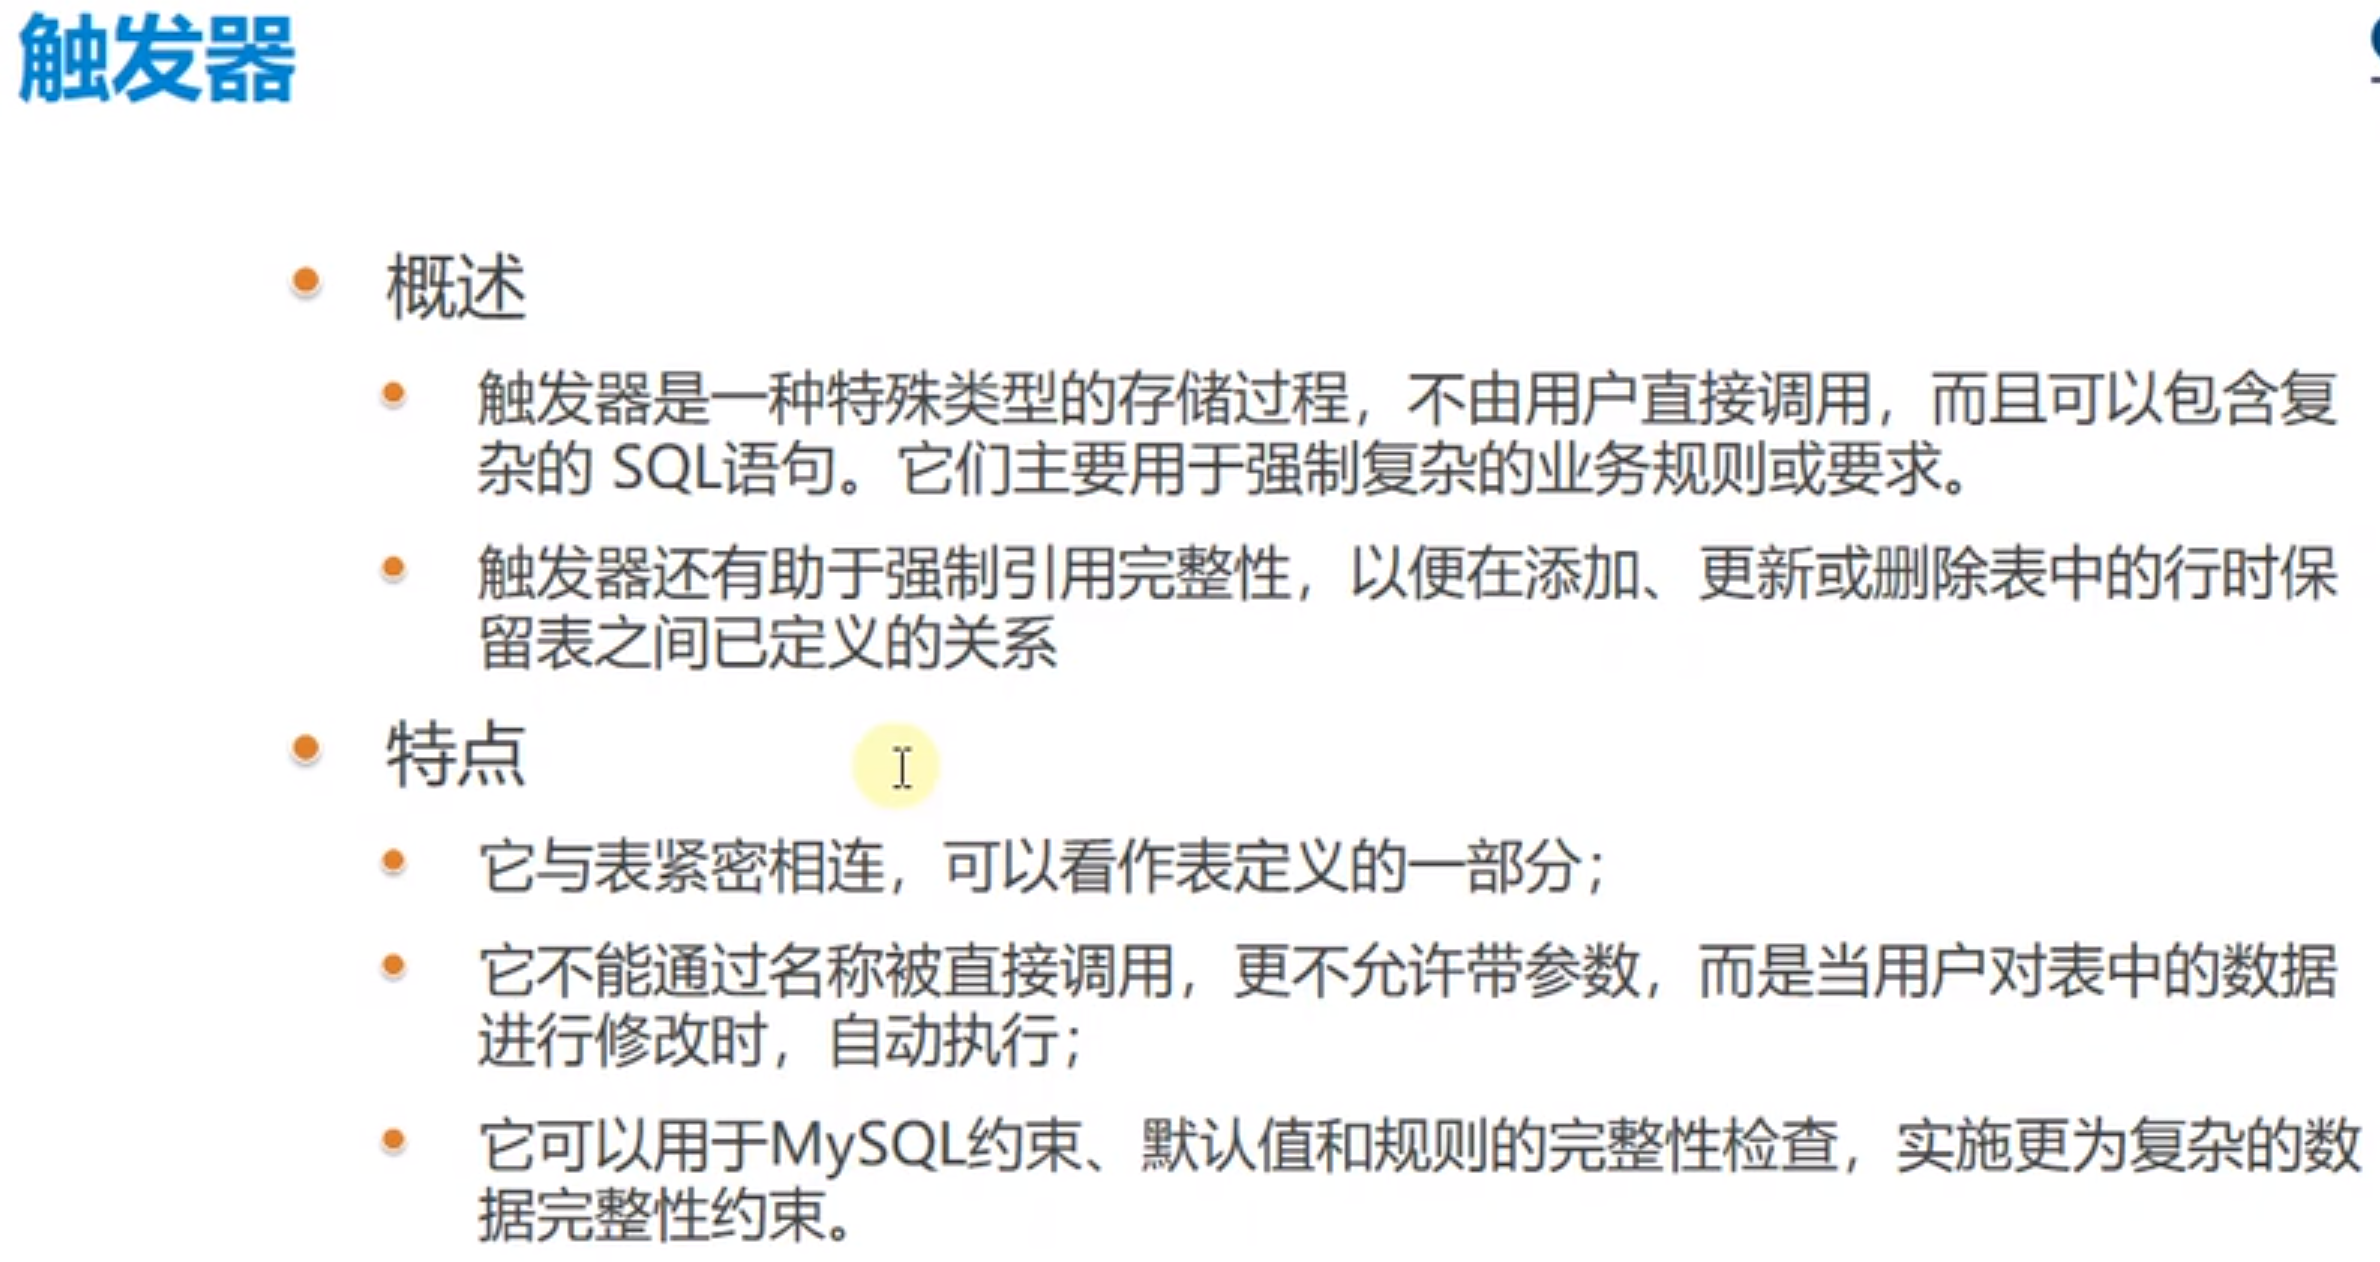 触发器
概述
触发器是一种特殊类型的存储过程，不由用户直接调用，而且可以包含复
杂的 SQL语句。它们主要用于强制复杂的业务规则或要求。
触发器还有助于强制引用完整性，以便在添加、更新或删除表中的行时保
留表之间已定义的关系
特点
它与表紧密相连，可以看作表定义的一部分；
它不能通过名称被直接调用，更不允许带参数，而是当用户对表中的数据
进行修改时，自动执行；
它可以用于MySQL约束、默认值和规则的完整性检查，实施更为复杂的数
据完整性约束。